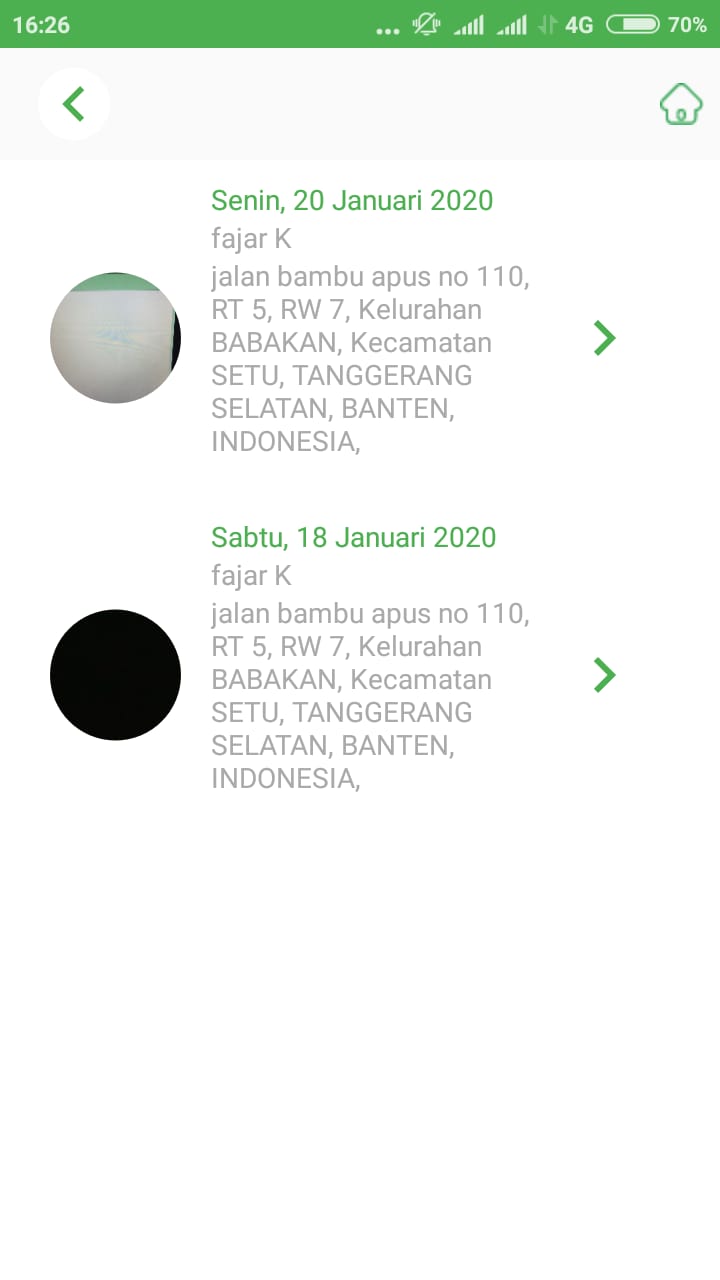 16:26
4G 70%
Senin, 20 Januari 2020
fajar K
jalan bambu apus no 110,
RT 5, RW 7, Kelurahan
BABAKAN, Kecamatan
SETU, TANGGERANG
SELATAN, BANTEN,
INDONESIA,
Sabtu, 18 Januari 2020
fajar K
jalan bambu apus no 110,
RT 5, RW 7, Kelurahan
BABAKAN, Kecamatan
SETU, TANGGERANG
SELATAN, BANTEN,
INDONESIA,